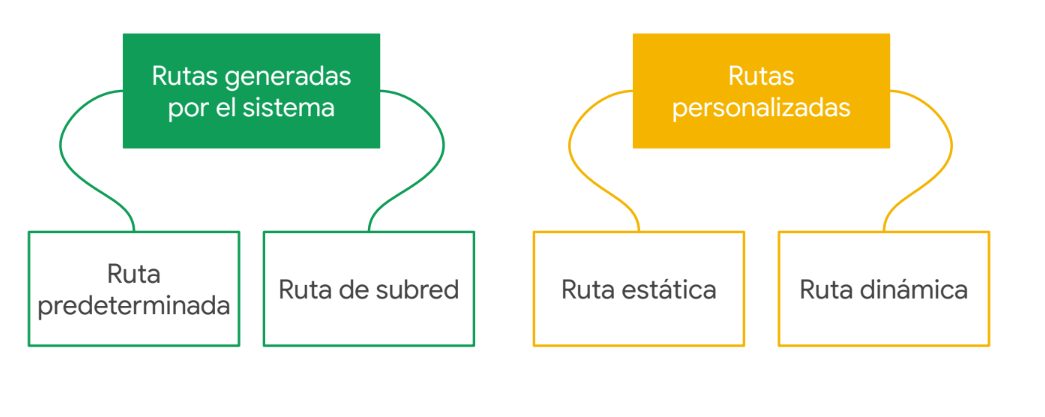 Rutas generadas
por el sistema
Rutas
personalizadas
Ruta
predeterminada
Ruta de subred
Ruta estática
Ruta dinámica